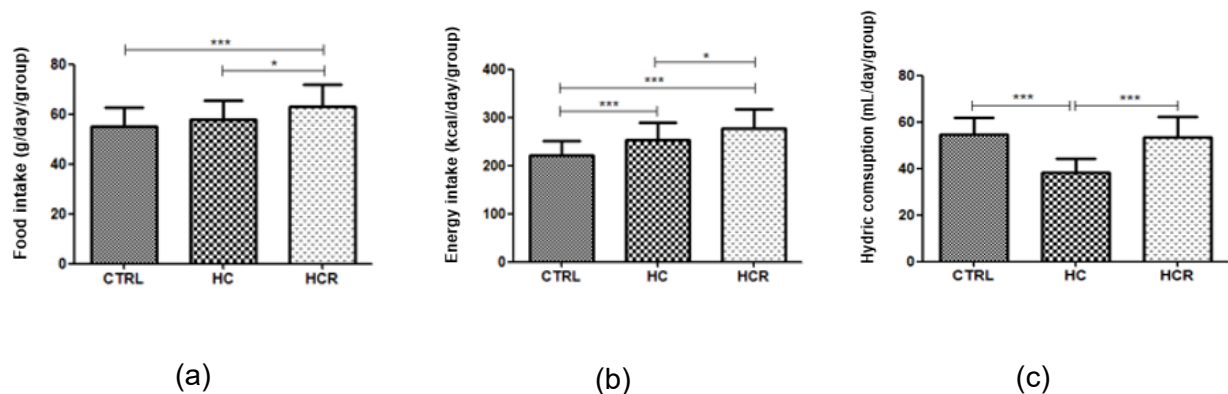 Food intake (g/day/group)
80
60
40
20
0
***
*
CTRL
HC
HCR
(a)
Energy intake (kcal/day/group)
400
300
200
100
0
*
***
***
CTRL
HC
HCR
(b)
Hydric comsuption (mL/day/group)
80
60
40
20
0
***
***
CTRL
HC
HCR
(c)